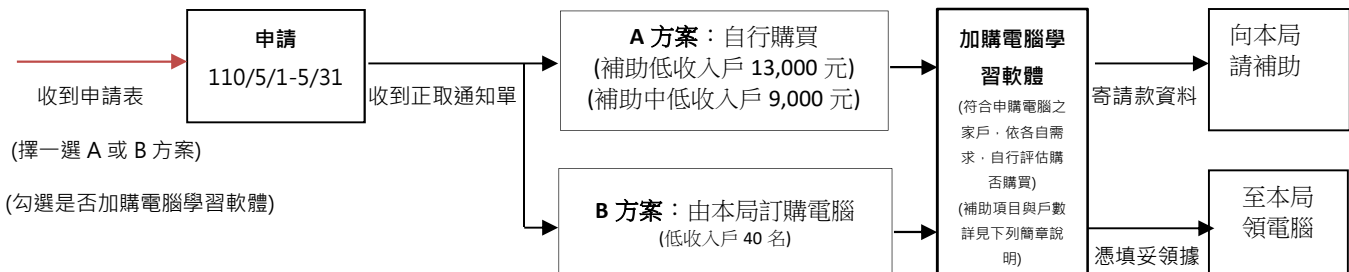 收到申請表
(擇一選 A 或 B 方案)
(勾選是否加購電腦學習軟體)
申請
110/5/1-5/31
收到正取通知單
A 方案：自行購買
(補助低收入戶 13,000 元)
(補助中低收入戶 9,000 元)
B 方案：由本局訂購電腦
(低收入戶 40 名)
加購電腦學
習軟體
(符合申購電腦之
家戶，依各自需
求，自行評估購
否購買)
(補助項目與戶數
詳見下列簡章說
明)
寄請款資料
向本局
請補助
憑填妥領據
至本局
領電腦